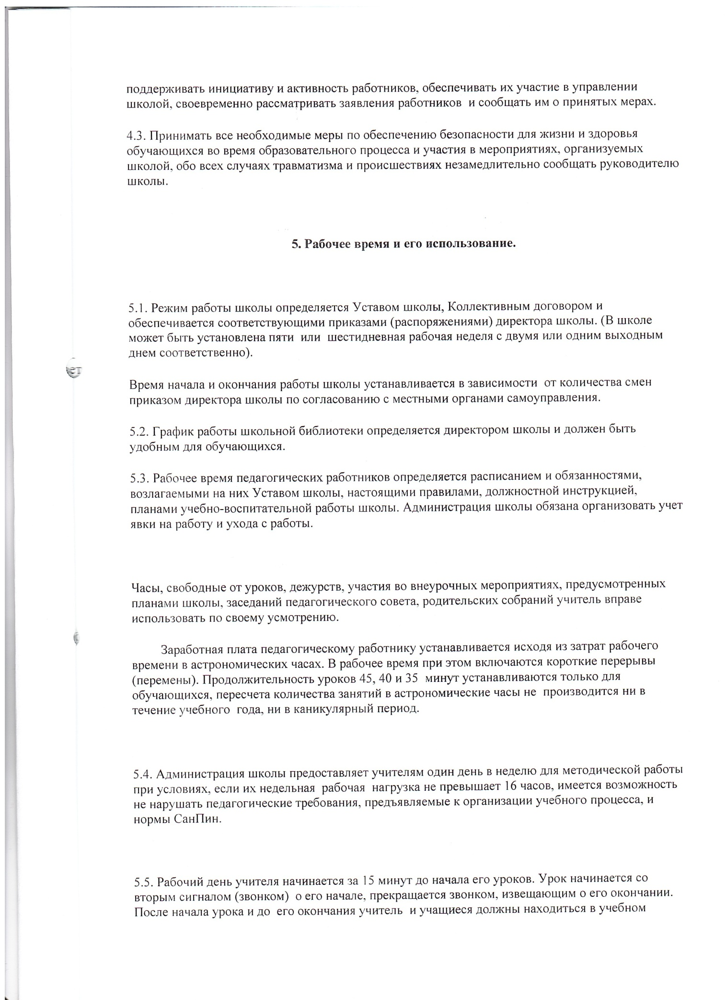 поддерживать инициативу и активность работников, обеспечивать их участие в управлении
школой, своевременно рассматривать заявления работников и сообщать им о принятых мерах.
4.3. Принимать все необходимые меры по обеспечению безопасности для жизни и здоровья
обучающихся во время образовательного процесса и участия в мероприятиях, организуемых
школой, обо всех случаях травматизма и происшествиях незамедлительно сообщать руководителю
школы.
5. Рабочее время и его использование.
5.1. Режим работы школы определяется Уставом школы, Коллективным договором и
обеспечивается соответствующими приказами (распоряжениями) директора школы. (В школе
может быть установлена пяти или шестидневная рабочая неделя с двумя или одним выходным
днем соответственно).
Время начала и окончания работы школы устанавливается в зависимости от количества смен
приказом директора школы по согласованию с местными органами самоуправления.
5.2. График работы школьной библиотеки определяется директором школы и должен быть
удобным для обучающихся.
5.3. Рабочее время педагогических работников определяется расписанием и обязанностями,
возлагаемыми на них Уставом школы, настоящими правилами, должностной инструкцией,
планами учебно-воспитательной работы школы. Администрация школы обязана организовать учет
явки на работу и ухода с работы.
Часы, свободные от уроков, дежурств, участия во внеурочных мероприятиях, предусмотренных
планами школы, заседаний педагогического совета, родительских собраний учитель вправе
использовать по своему усмотрению.
Заработная плата педагогическому работнику устанавливается исходя из затрат рабочего
времени в астрономических часах. В рабочее время при этом включаются короткие перерывы
(перемены). Продолжительность уроков 45, 40 и 35 минут устанавливаются только для
обучающихся, пересчета количества занятий в астрономические часы не производится ни в
течение учебного года, ни в каникулярный период.
5.4. Администрация школы предоставляет учителям один день в неделю для методической работы
при условиях, если их недельная рабочая нагрузка не превышает 16 часов, имеется возможность
не нарушать педагогические требования, предъявляемые к организации учебного процесса, и
нормы СанПин.
5.5. Рабочий день учителя начинается за 15 минут до начала его уроков. Урок начинается со
вторым сигналом (звонком) о его начале, прекращается звонком, извещающим о его окончании.
После начала урока и до его окончания учитель и учащиеся должны находиться в учебном